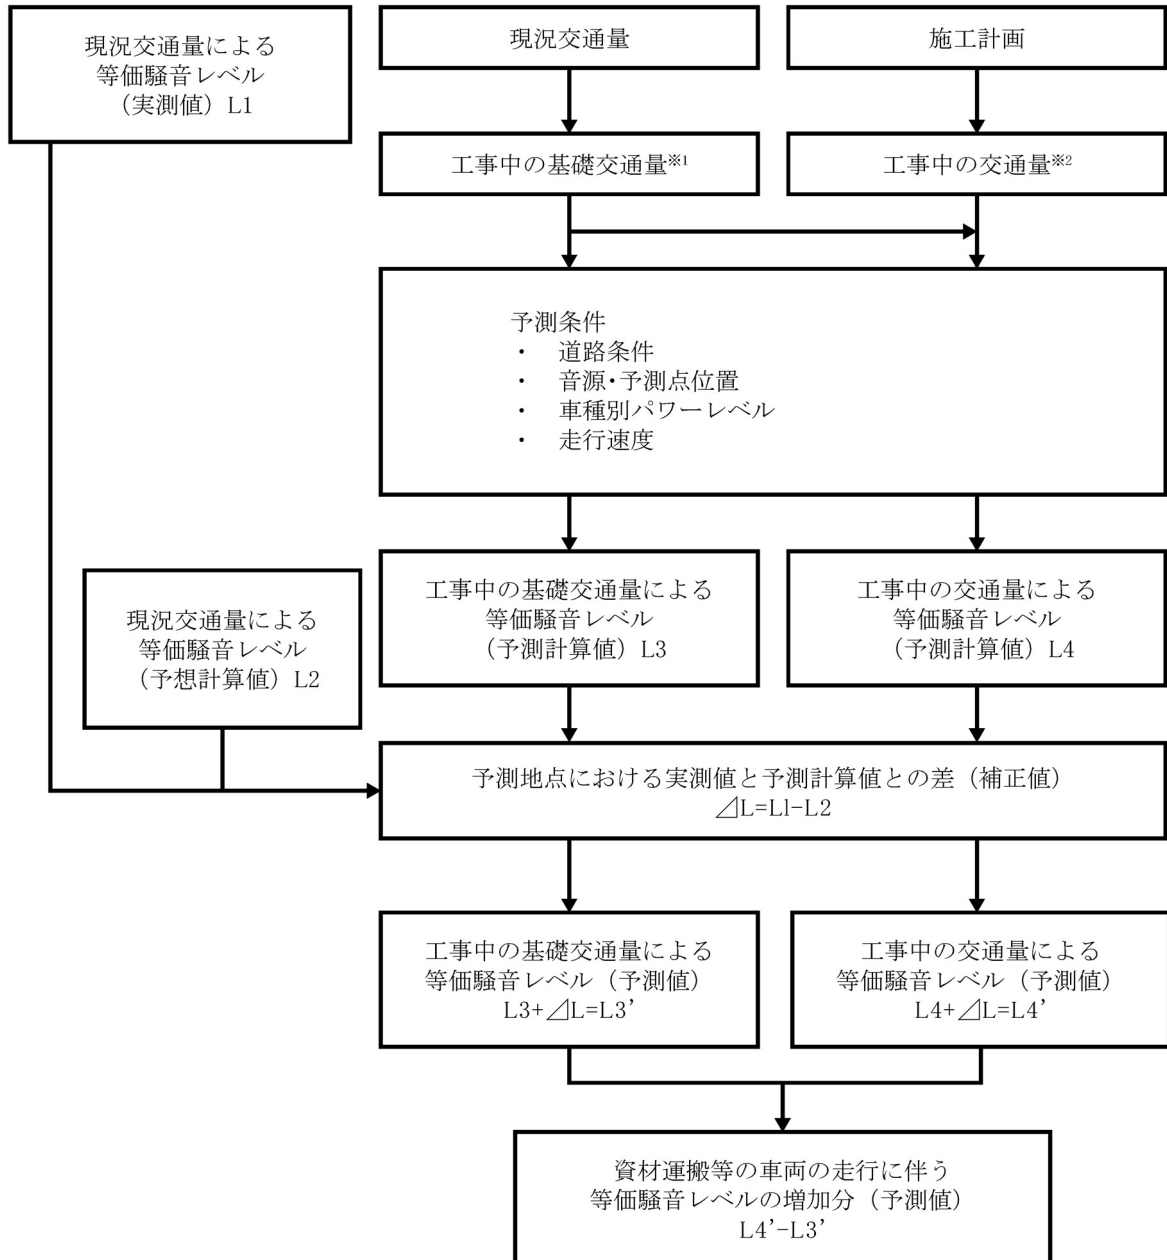 現況交通量による
等価騒音レベル
（実測値）L1
現況交通量
施工計画
工事中の基礎交通量※1
工事中の交通量※2
予測条件
・ 道路条件
・ 音源・予測点位置
・ 車種別パワーレベル
・ 走行速度
工事中の基礎交通量による
等価騒音レベル
（予測計算値）L3
工事中の交通量による
等価騒音レベル
（予測計算値）L4
現況交通量による
等価騒音レベル
（予想計算値）L2
予測地点における実測値と予測計算値との差（補正値）
⊿L=Ll-L2
工事中の基礎交通量による
等価騒音レベル（予測値）
L3+⊿L=L3’
工事中の交通量による
等価騒音レベル（予測値）
L4+⊿L=L4’
資材運搬等の車両の走行に伴う
等価騒音レベルの増加分（予測値）
L4’-L3’